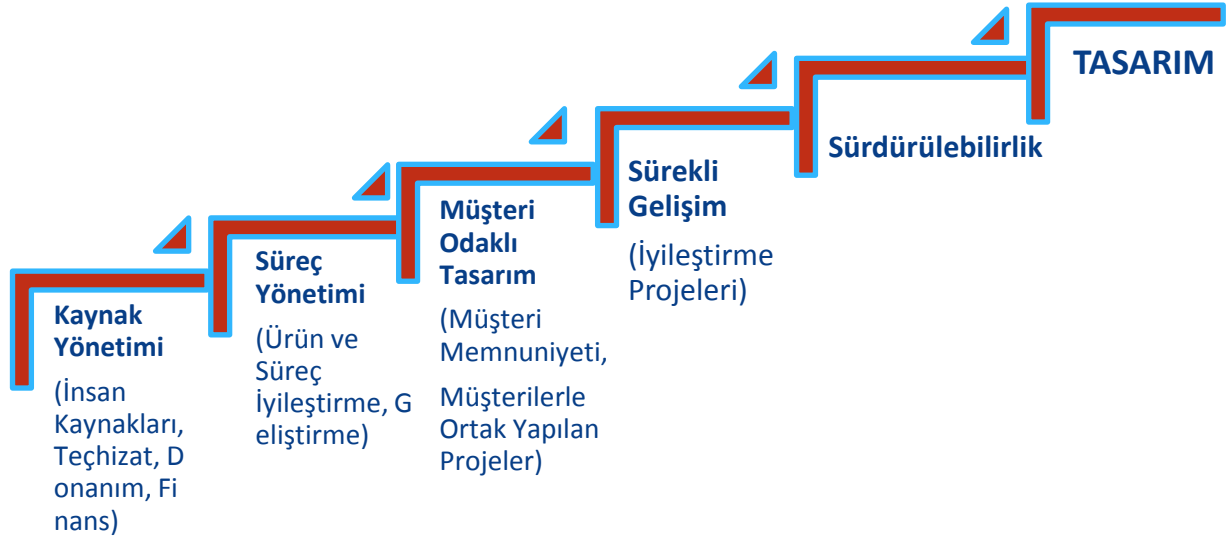 Kaynak
Yönetimi
(İnsan
Kaynakları,
Teçhizat, D
onanım, Fi
nans)
Süreç
Yönetimi
(Ürün ve
Süreç
İyileştirme, G
eliştirme)
Müşteri
Odaklı
Tasarım
(Müşteri
Memnuniyeti,
Müşterilerle
Ortak Yapılan
Projeler)
Sürekli
Gelişim
(İyileştirme
Projeleri)
Sürdürülebilirlik
TASARIM